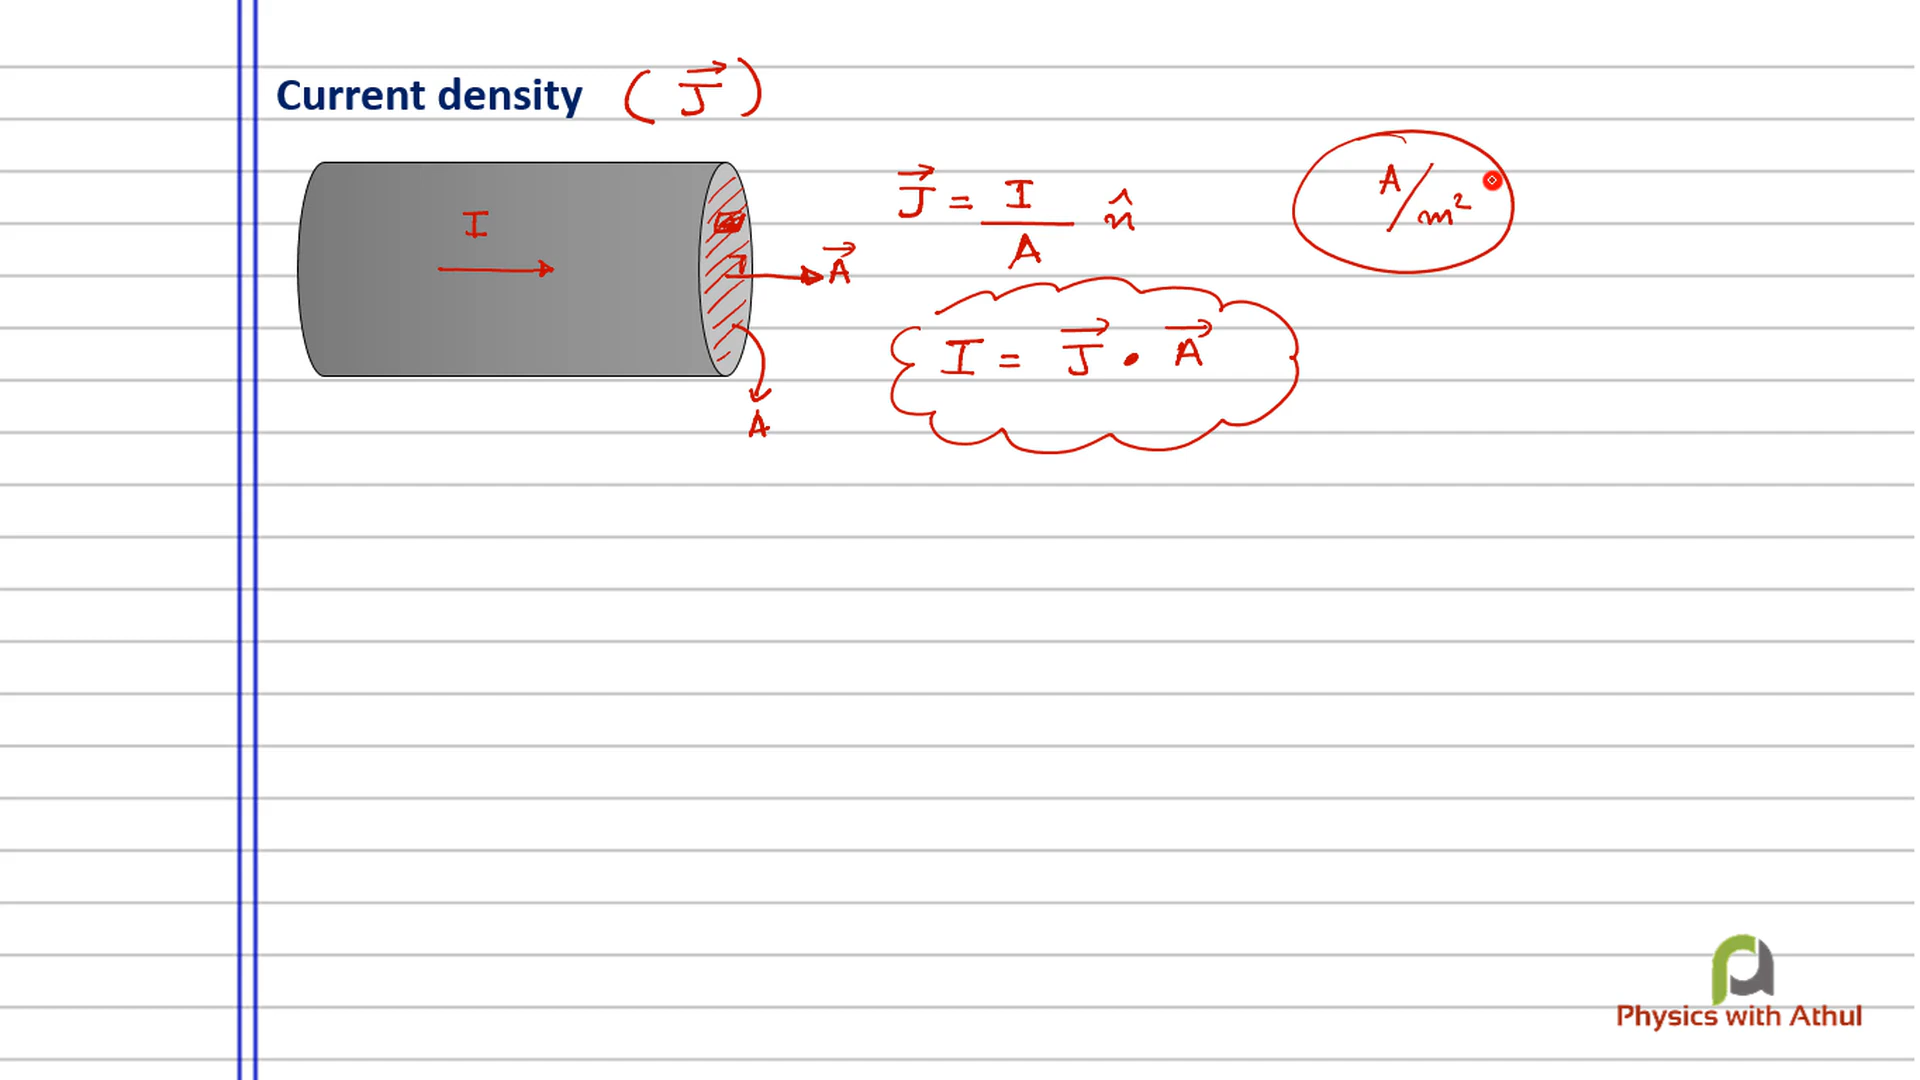 Current density ( J⃗ )
I
A⃗
A
J⃗ = I / A n̂
I = J⃗ • A⃗
A/m²
Physics with Athul